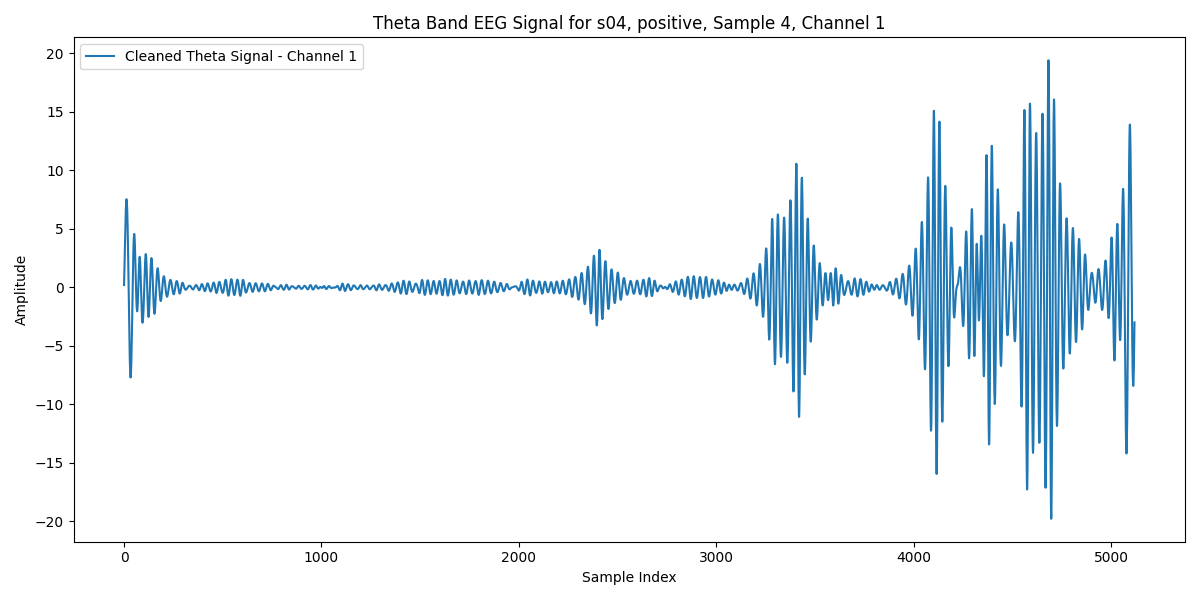 Theta Band EEG Signal for s04, positive, Sample 4, Channel 1
Cleaned Theta Signal - Channel 1
20
15
10
5
0
−5
−10
−15
−20
Amplitude
0 1000 2000 3000 4000 5000
Sample Index